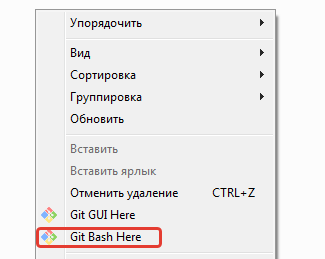 Упорядочить
Вид
Сортировка
Группировка
Обновить
Вставить
Вставить ярлык
Отменить удаление CTRL+Z
Git GUI Here
Git Bash Here